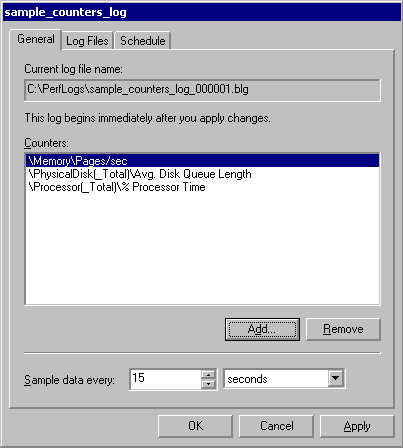 sample_counters_log
General Log Files Schedule
Current log file name:
C:\PerfLogs\sample_counters_log_000001.blg
This log begins immediately after you apply changes.
Counters:
\Memory\Pages/sec
\PhysicalDisk(_Total)\Avg. Disk Queue Length
\Processor(_Total)\% Processor Time
Add... Remove
Sample data every: 15 seconds
OK Cancel Apply